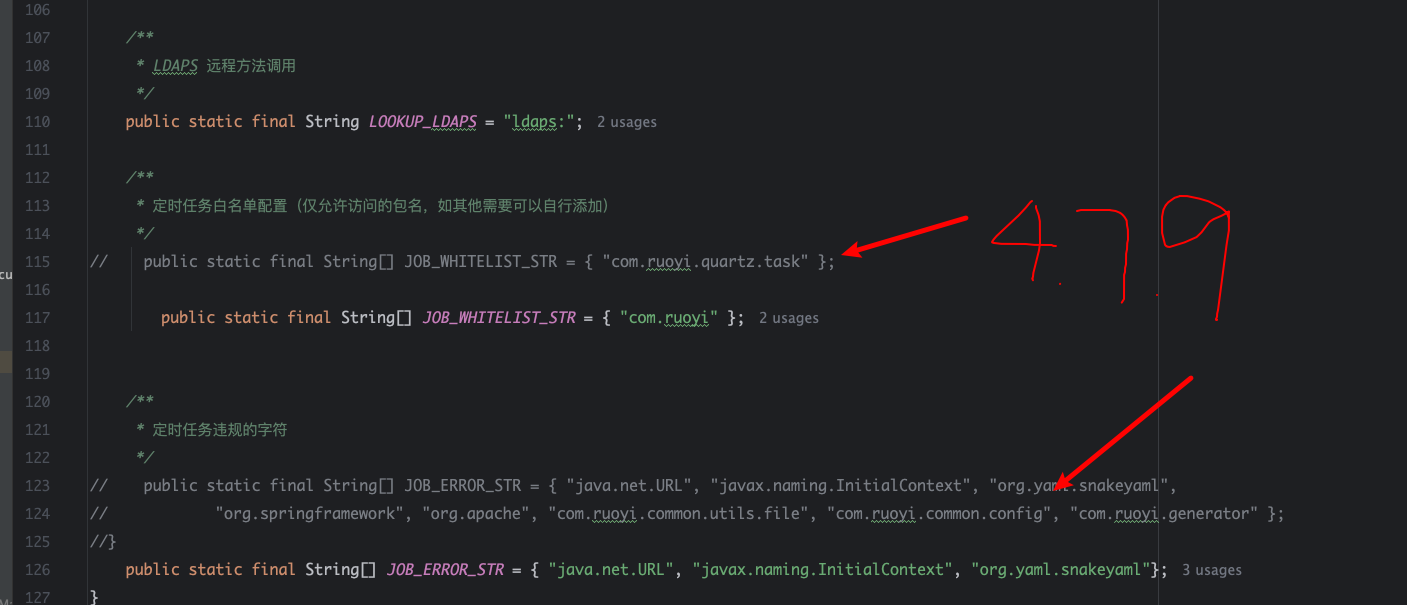 106
107 /**
108 * LDAPS 远程方法调用
109 */
110 public static final String LOOKUP_LDAPS = "ldaps:"; 2 usages
111
112 /**
113 * 定时任务白名单配置（仅允许访问的包名，如其他需要可以自行添加）
114 */
115 // public static final String[] JOB_WHITELIST_STR = { "com.ruoyi.quartz.task" };
4.7.9
cu
116
117 public static final String[] JOB_WHITELIST_STR = { "com.ruoyi" }; 2 usages
118
119
120 /**
121 * 定时任务违规的字符
122 */
123 // public static final String[] JOB_ERROR_STR = { "java.net.URL", "javax.naming.InitialContext", "org.yaml.snakeyaml",
124 // "org.springframework", "org.apache", "com.ruoyi.common.utils.file", "com.ruoyi.common.config", "com.ruoyi.generator" };
125 //}
126 public static final String[] JOB_ERROR_STR = { "java.net.URL", "javax.naming.InitialContext", "org.yaml.snakeyaml"}; 3 usages
127 }